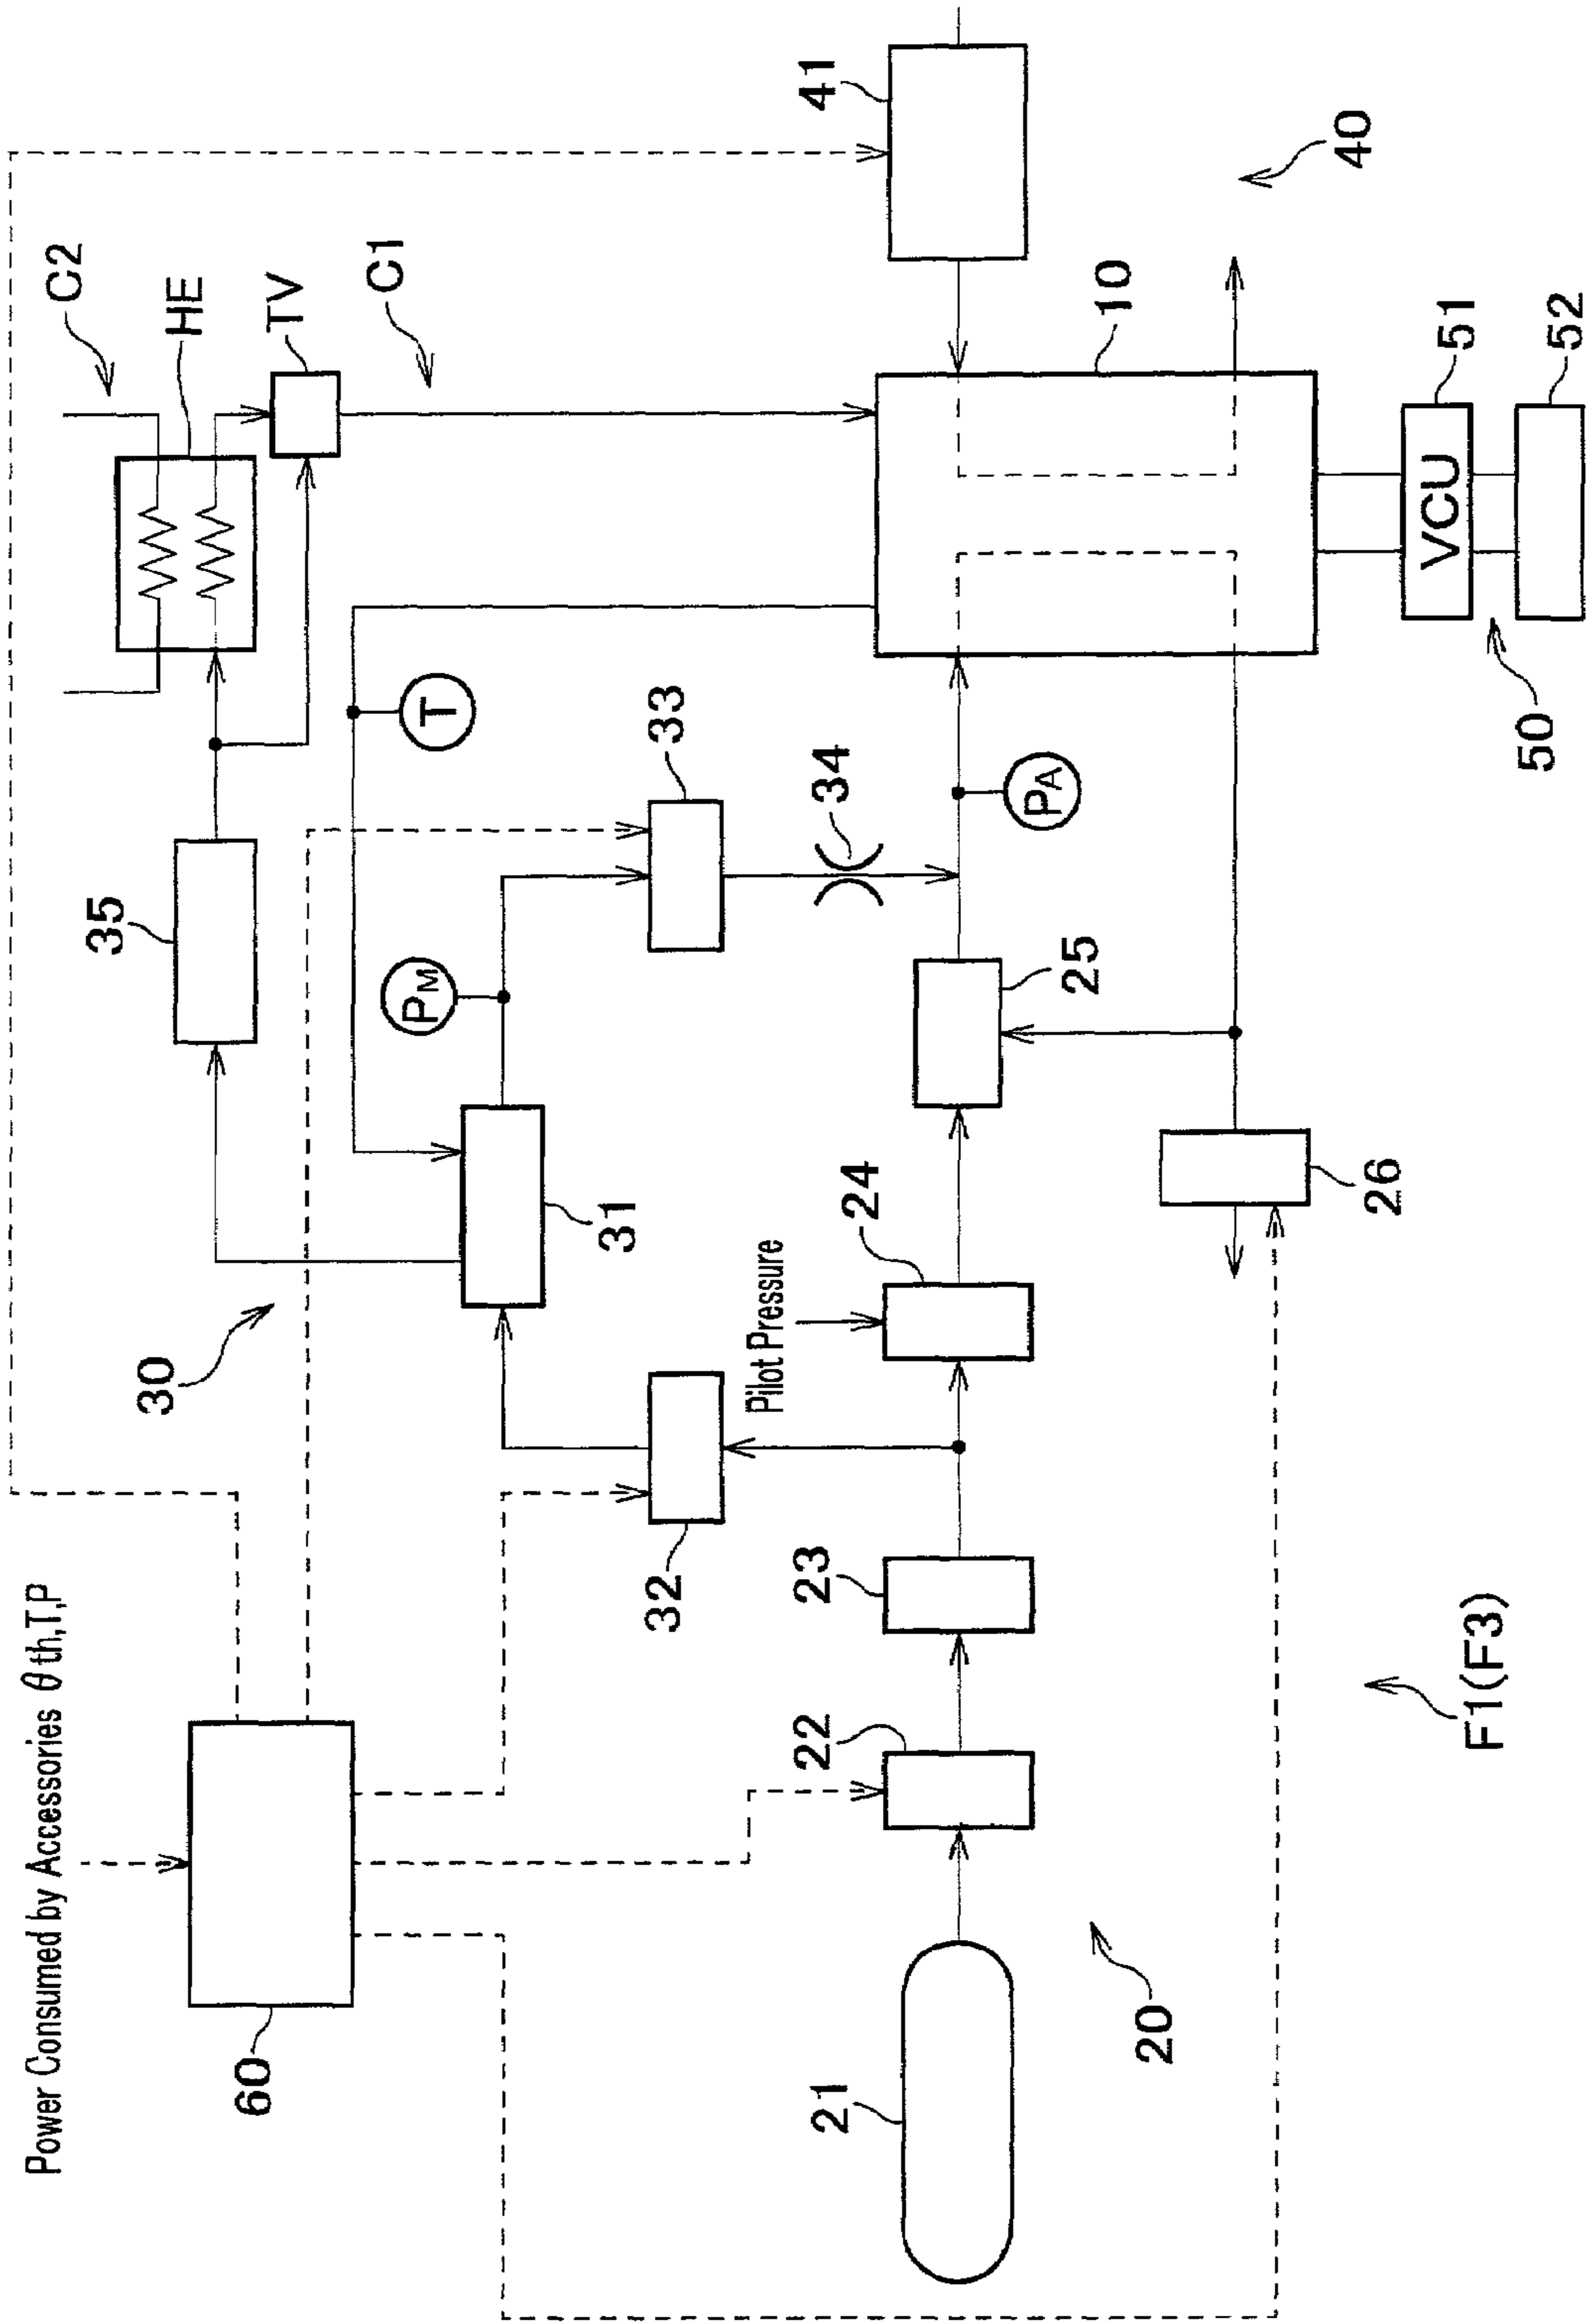 Power Consumed by Accessories θth,T,P
60
30
35
C2
HE
TV
C1
31
PM
T
33
34
32
Pilot Pressure
41
21
22
23
24
25
PA
10
40
20
26
VCU
51
52
50
F1(F3)